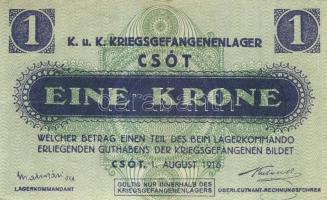 1 K. u. K. KRIEGSGEFANGENENLAGER 1
CSÓT
EINE KRONE
WELCHER BETRAG EINEN TEIL DES BEIM LAGERKOMMANDO
ERLIEGENDEN GUTHABENS DER KRIEGSGEFANGENEN BILDET
CSÓT, 1. AUGUST 1916
LAGERKOMMANDANT
GÜLTIG NUR INNERHALB DES
KRIEGSGEFANGENENLAGERS
OBERLEUTNANT-RECHNUNGSFÜHRER